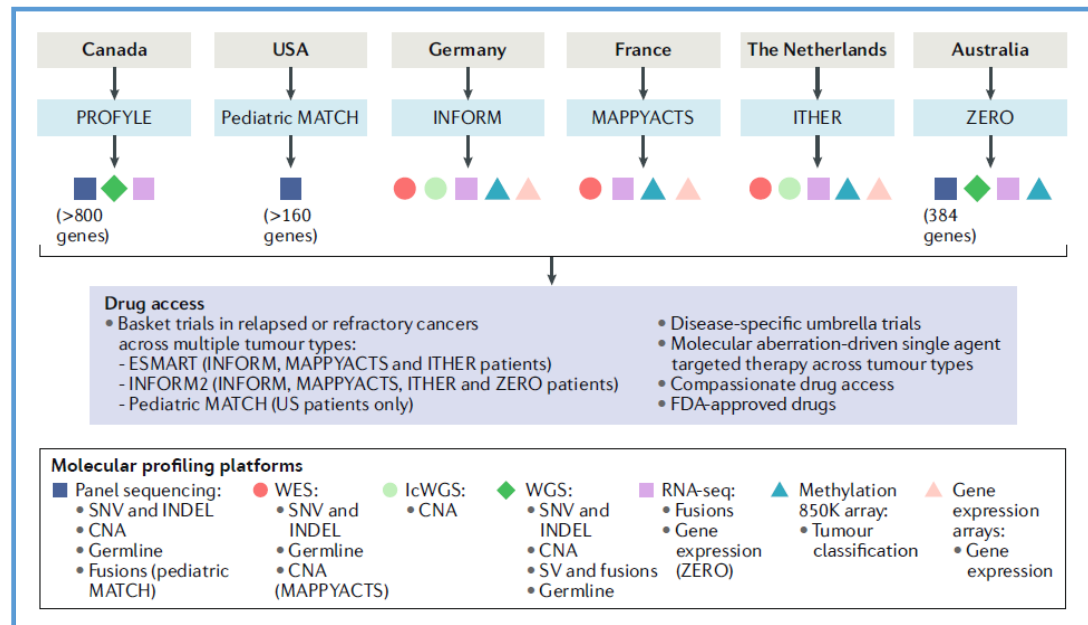 Canada
USA
Germany
France
The Netherlands
Australia
PROFYLE
Pediatric MATCH
INFORM
MAPPYACTS
ITHER
ZERO
(>800
genes)
(>160
genes)
(384
genes)
Drug access
• Basket trials in relapsed or refractory cancers
across multiple tumour types:
- ESMART (INFORM, MAPPYACTS and ITHER patients)
- INFORM2 (INFORM, MAPPYACTS, ITHER and ZERO patients)
- Pediatric MATCH (US patients only)
• Disease-specific umbrella trials
• Molecular aberration-driven single agent
targeted therapy across tumour types
• Compassionate drug access
• FDA-approved drugs
Molecular profiling platforms
Panel sequencing:
• SNV and INDEL
• CNA
• Germline
• Fusions (pediatric
MATCH)
WES:
• SNV and
INDEL
• Germline
• CNA
(MAPPYACTS)
IcWGS:
• CNA
WGS:
• SNV and
INDEL
• CNA
• SV and fusions
• Germline
RNA-seq:
• Fusions
• Gene
expression
(ZERO)
Methylation
850K array:
• Tumour
classification
Gene
expression
arrays:
• Gene
expression